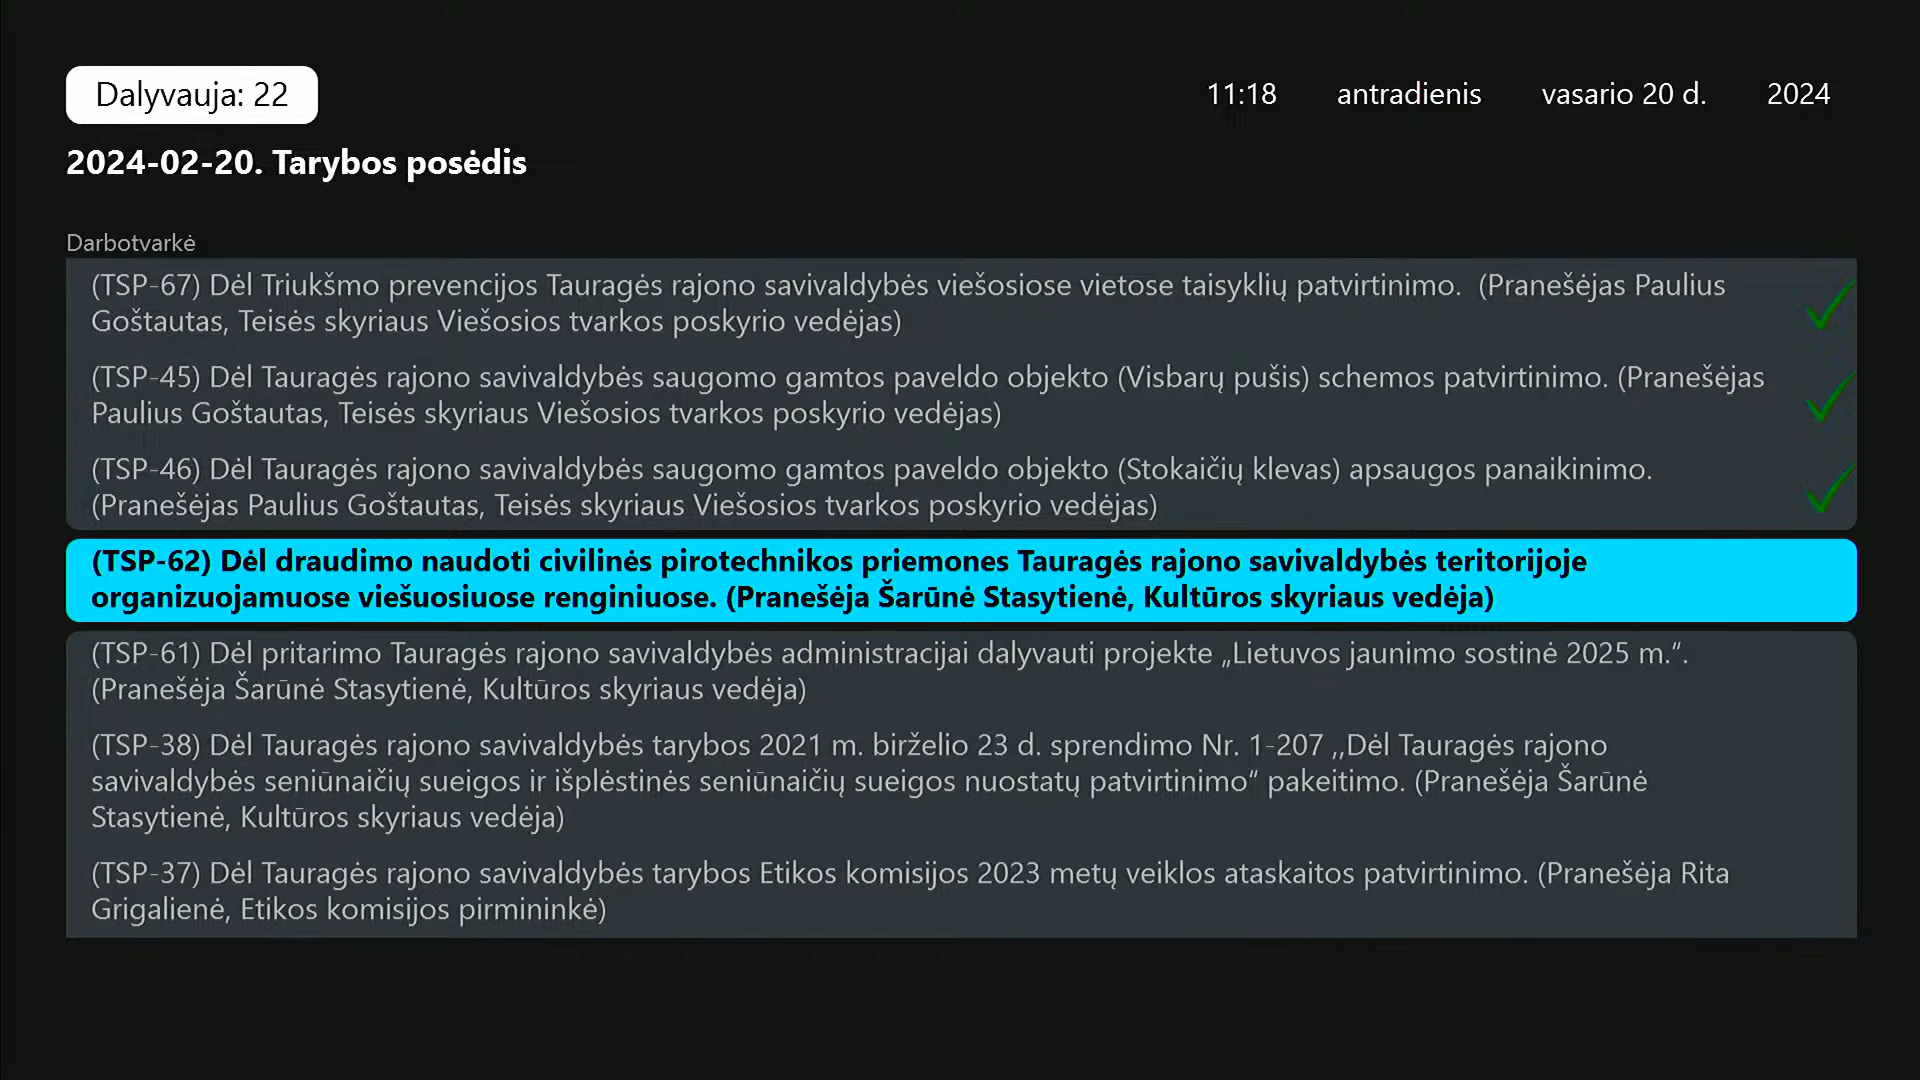 Dalyvauja: 22
11:18 antradienis vasario 20 d. 2024
2024-02-20. Tarybos posėdis
Darbotvarkė
(TSP-67) Dėl Triukšmo prevencijos Tauragės rajono savivaldybės viešosiose vietose taisyklių patvirtinimo.  (Pranešėjas Paulius
Goštautas, Teisės skyriaus Viešosios tvarkos poskyrio vedėjas)
(TSP-45) Dėl Tauragės rajono savivaldybės saugomo gamtos paveldo objekto (Visbarų pušis) schemos patvirtinimo. (Pranešėjas
Paulius Goštautas, Teisės skyriaus Viešosios tvarkos poskyrio vedėjas)
(TSP-46) Dėl Tauragės rajono savivaldybės saugomo gamtos paveldo objekto (Stokaičių klevas) apsaugos panaikinimo.
(Pranešėjas Paulius Goštautas, Teisės skyriaus Viešosios tvarkos poskyrio vedėjas)
(TSP-62) Dėl draudimo naudoti civilinės pirotechnikos priemones Tauragės rajono savivaldybės teritorijoje
organizuojamuose viešuosiuose renginiuose. (Pranešėja Šarūnė Stasytienė, Kultūros skyriaus vedėja)
(TSP-61) Dėl pritarimo Tauragės rajono savivaldybės administracijai dalyvauti projekte „Lietuvos jaunimo sostinė 2025 m.“.
(Pranešėja Šarūnė Stasytienė, Kultūros skyriaus vedėja)
(TSP-38) Dėl Tauragės rajono savivaldybės tarybos 2021 m. birželio 23 d. sprendimo Nr. 1-207 ,,Dėl Tauragės rajono
savivaldybės seniūnaičių sueigos ir išplėstinės seniūnaičių sueigos nuostatų patvirtinimo“ pakeitimo. (Pranešėja Šarūnė
Stasytienė, Kultūros skyriaus vedėja)
(TSP-37) Dėl Tauragės rajono savivaldybės tarybos Etikos komisijos 2023 metų veiklos ataskaitos patvirtinimo. (Pranešėja Rita
Grigalienė, Etikos komisijos pirmininkė)